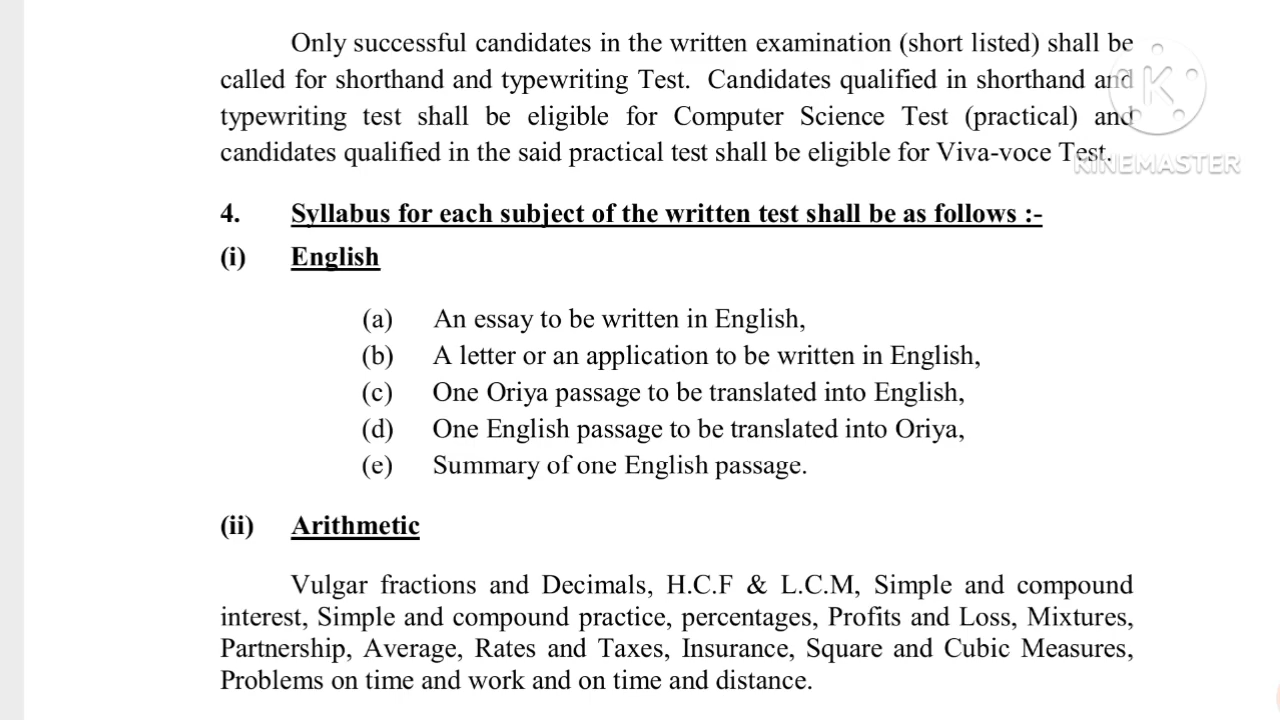 Only successful candidates in the written examination (short listed) shall be
called for shorthand and typewriting Test. Candidates qualified in shorthand and
typewriting test shall be eligible for Computer Science Test (practical) and
candidates qualified in the said practical test shall be eligible for Viva-voce Test.
K
KINEMASTER
4. Syllabus for each subject of the written test shall be as follows :-
(i) English
(a) An essay to be written in English,
(b) A letter or an application to be written in English,
(c) One Oriya passage to be translated into English,
(d) One English passage to be translated into Oriya,
(e) Summary of one English passage.
(ii) Arithmetic
Vulgar fractions and Decimals, H.C.F & L.C.M, Simple and compound
interest, Simple and compound practice, percentages, Profits and Loss, Mixtures,
Partnership, Average, Rates and Taxes, Insurance, Square and Cubic Measures,
Problems on time and work and on time and distance.